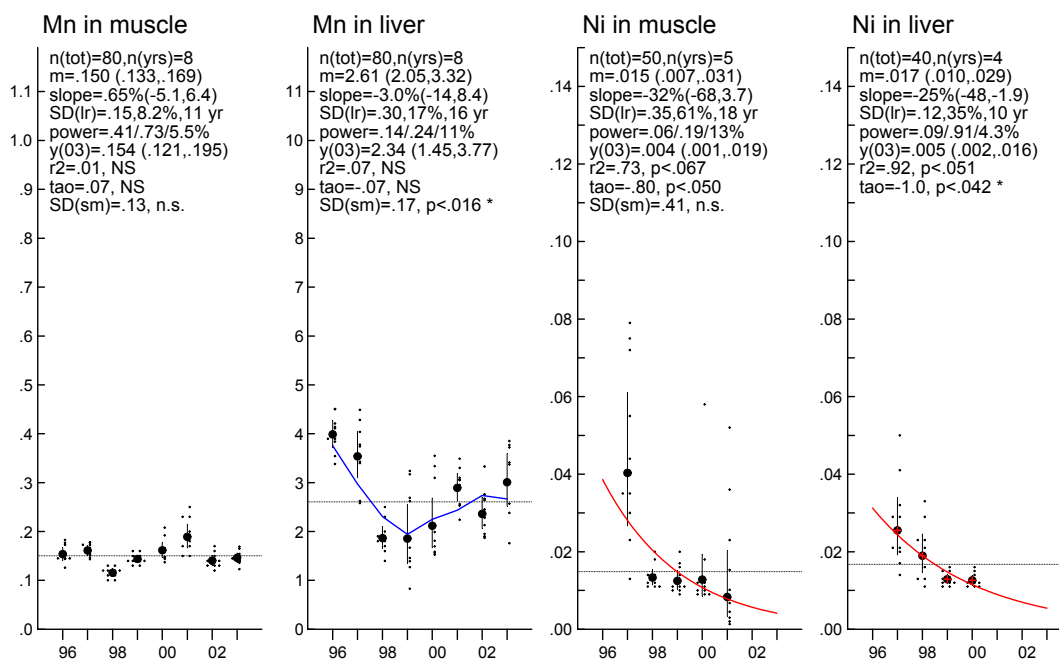 Mn in muscle
n(tot)=80,n(yrs)=8
m=.150 (.133,.169)
slope=.65%(-5.1,6.4)
SD(lr)=.15,8.2%,11 yr
power=.41/.73/5.5%
y(03)=.154 (.121,.195)
r2=.01, NS
tao=.07, NS
SD(sm)=.13, n.s.
1.1
1.0
.9
.8
.7
.6
.5
.4
.3
.2
.1
.0
96 98 00 02
Mn in liver
n(tot)=80,n(yrs)=8
m=2.61 (2.05,3.32)
slope=-3.0%(-14,8.4)
SD(lr)=.30,17%,16 yr
power=.14/.24/11%
y(03)=2.34 (1.45,3.77)
r2=.07, NS
tao=-.07, NS
SD(sm)=.17, p<.016 *
11
10
9
8
7
6
5
4
3
2
1
0
96 98 00 02
Ni in muscle
n(tot)=50,n(yrs)=5
m=.015 (.007,.031)
slope=-32%(-68,3.7)
SD(lr)=.35,61%,18 yr
power=.06/.19/13%
y(03)=.004 (.001,.019)
r2=.73, p<.067
tao=-.80, p<.050
SD(sm)=.41, n.s.
.14
.12
.10
.08
.06
.04
.02
.00
96 98 00 02
Ni in liver
n(tot)=40,n(yrs)=4
m=.017 (.010,.029)
slope=-25%(-48,-1.9)
SD(lr)=.12,35%,10 yr
power=.09/.91/4.3%
y(03)=.005 (.002,.016)
r2=.92, p<.051
tao=-1.0, p<.042 *
.14
.12
.10
.08
.06
.04
.02
.00
96 98 00 02